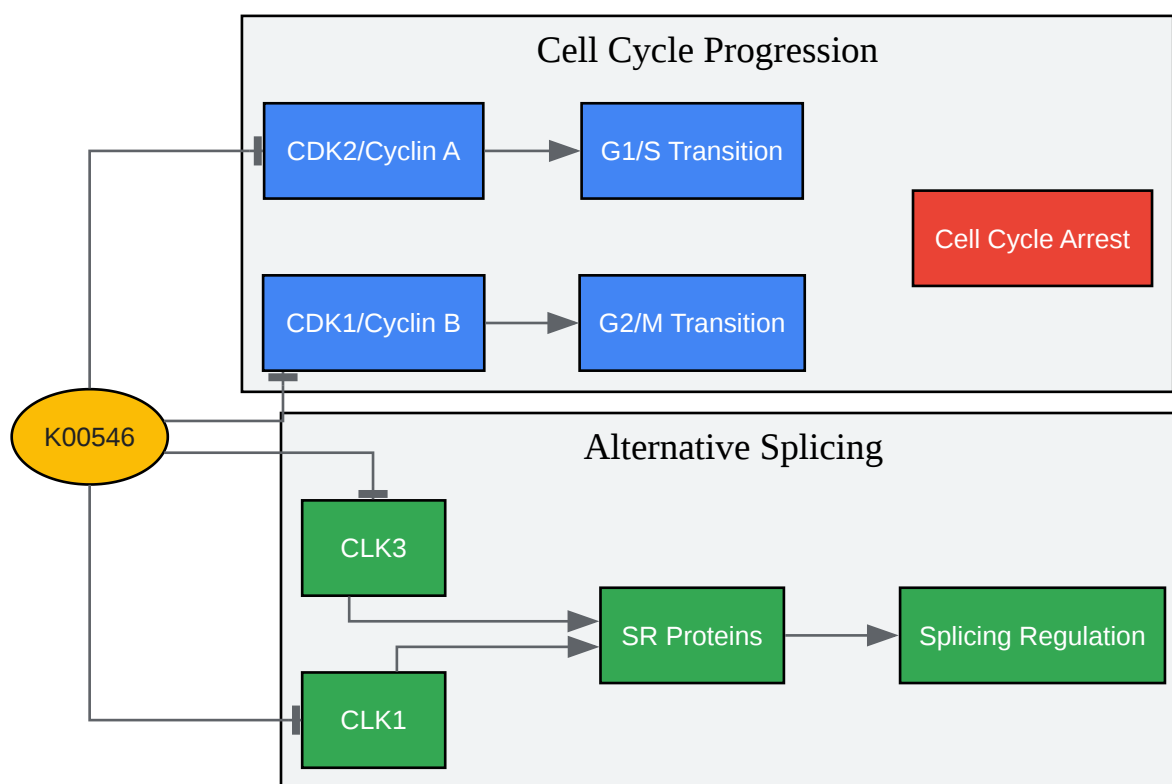 Cell Cycle Progression
CDK2/Cyclin A
G1/S Transition
Cell Cycle Arrest
CDK1/Cyclin B
G2/M Transition
K00546
Alternative Splicing
CLK3
SR Proteins
Splicing Regulation
CLK1